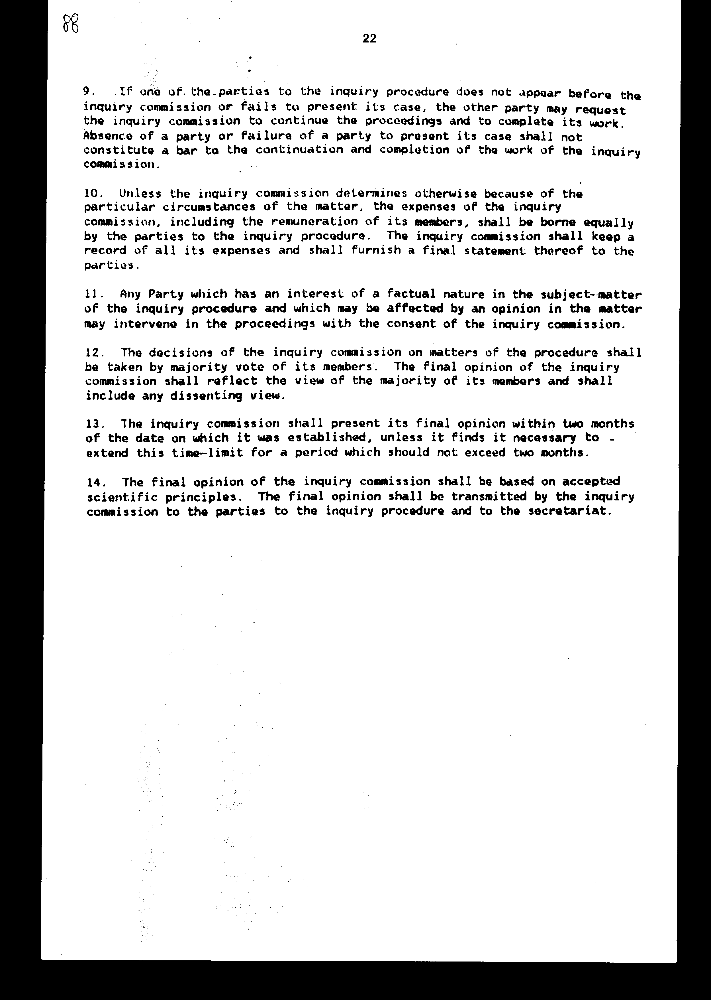 88
22
9. If one of the parties to the inquiry procedure does not appear before the
inquiry commission or fails to present its case, the other party may request
the inquiry commission to continue the proceedings and to complete its work.
Absence of a party or failure of a party to present its case shall not
constitute a bar to the continuation and completion of the work of the inquiry
commission.
10. Unless the inquiry commission determines otherwise because of the
particular circumstances of the matter, the expenses of the inquiry
commission, including the remuneration of its members, shall be borne equally
by the parties to the inquiry procedure. The inquiry commission shall keep a
record of all its expenses and shall furnish a final statement thereof to the
parties.
11. Any Party which has an interest of a factual nature in the subject-matter
of the inquiry procedure and which may be affected by an opinion in the matter
may intervene in the proceedings with the consent of the inquiry commission.
12. The decisions of the inquiry commission on matters of the procedure shall
be taken by majority vote of its members. The final opinion of the inquiry
commission shall reflect the view of the majority of its members and shall
include any dissenting view.
13. The inquiry commission shall present its final opinion within two months
of the date on which it was established, unless it finds it necessary to -
extend this time-limit for a period which should not exceed two months.
14. The final opinion of the inquiry commission shall be based on accepted
scientific principles. The final opinion shall be transmitted by the inquiry
commission to the parties to the inquiry procedure and to the secretariat.